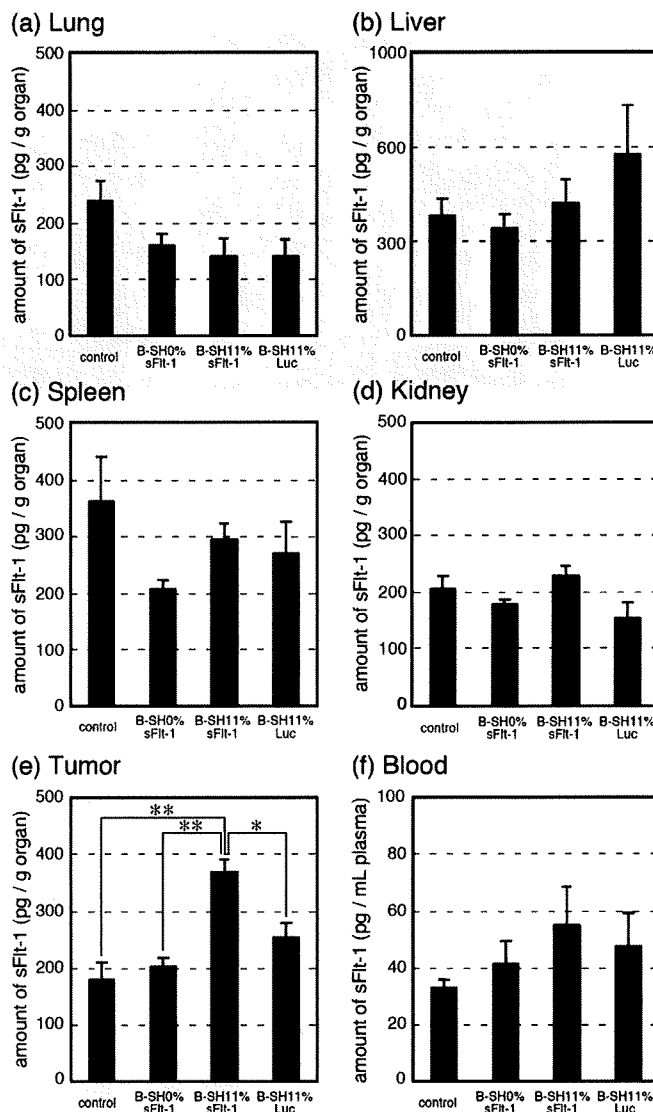 (a) Lung
amount of sFlt-1 (pg / g organ)
500
400
300
200
100
0
control
B-SH0%
sFlt-1
B-SH11%
sFlt-1
B-SH11%
Luc
(b) Liver
amount of sFlt-1 (pg / g organ)
1000
600
300
0
control
B-SH0%
sFlt-1
B-SH11%
sFlt-1
B-SH11%
Luc
(c) Spleen
amount of sFlt-1 (pg / g organ)
500
400
300
200
100
0
control
B-SH0%
sFlt-1
B-SH11%
sFlt-1
B-SH11%
Luc
(d) Kidney
amount of sFlt-1 (pg / g organ)
500
400
300
200
100
0
control
B-SH0%
sFlt-1
B-SH11%
sFlt-1
B-SH11%
Luc
(e) Tumor
amount of sFlt-1 (pg / g organ)
500
400
300
200
100
0
**
**
*
control
B-SH0%
sFlt-1
B-SH11%
sFlt-1
B-SH11%
Luc
(f) Blood
amount of sFlt-1 (pg / mL plasma)
100
80
60
40
20
0
control
B-SH0%
sFlt-1
B-SH11%
sFlt-1
B-SH11%
Luc